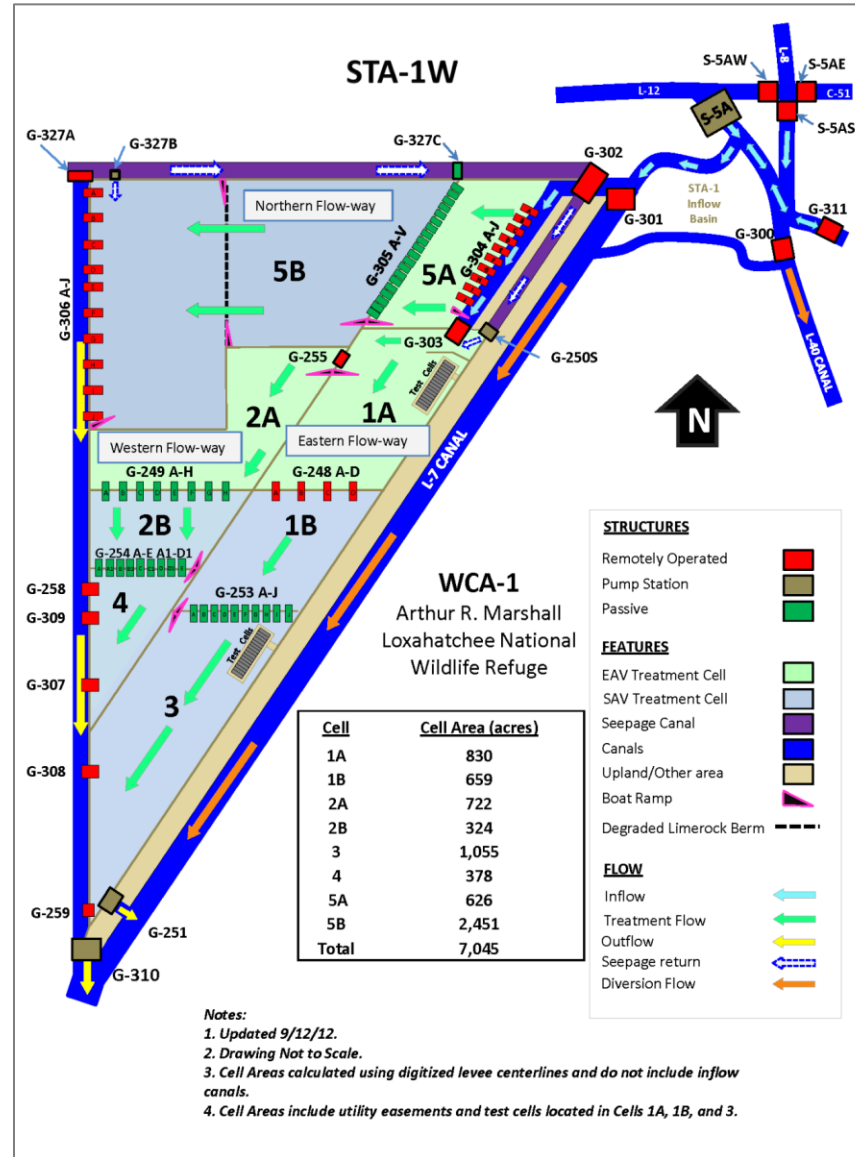 STA-1W
S-5AW
L-8
S-5AE
L-12
C-51
S-5A
S-5AS
G-327A
G-327B
G-327C
G-302
G-301
STA-1
Inflow
Basin
G-311
G-300
Northern Flow-way
G-305 A-V
5A
G-304 A-J
5B
G-306 A-J
L-40 CANAL
G-303
G-255
G-250S
Test Cells
1A
2A
N
Western Flow-way
Eastern Flow-way
L-7 CANAL
G-249 A-H
G-248 A-D
A B C D E F G H
A B C D
2B
1B
G-254 A-E A1-D1
G-258
4
G-253 A-J
G-309
Test Cells
G-307
3
G-308
G-259
G-251
G-310
WCA-1
Arthur R. Marshall
Loxahatchee National
Wildlife Refuge
Cell Cell Area (acres)
1A 830
1B 659
2A 722
2B 324
3 1,055
4 378
5A 626
5B 2,451
Total 7,045
STRUCTURES
Remotely Operated
Pump Station
Passive
FEATURES
EAV Treatment Cell
SAV Treatment Cell
Seepage Canal
Canals
Upland/Other area
Boat Ramp
Degraded Limerock Berm
FLOW
Inflow
Treatment Flow
Outflow
Seepage return
Diversion Flow
Notes:
1. Updated 9/12/12.
2. Drawing Not to Scale.
3. Cell Areas calculated using digitized levee centerlines and do not include inflow
canals.
4. Cell Areas include utility easements and test cells located in Cells 1A, 1B, and 3.